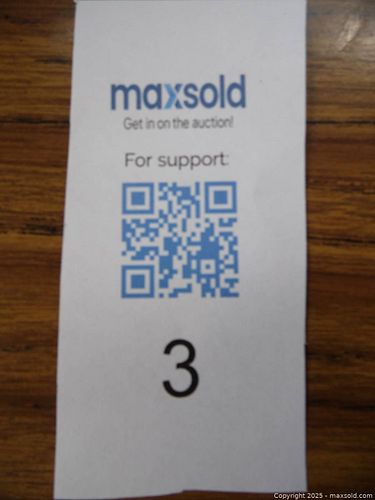 maxsold
Get in on the auction!
For support:
3
Copyright 2025 - maxsold.com